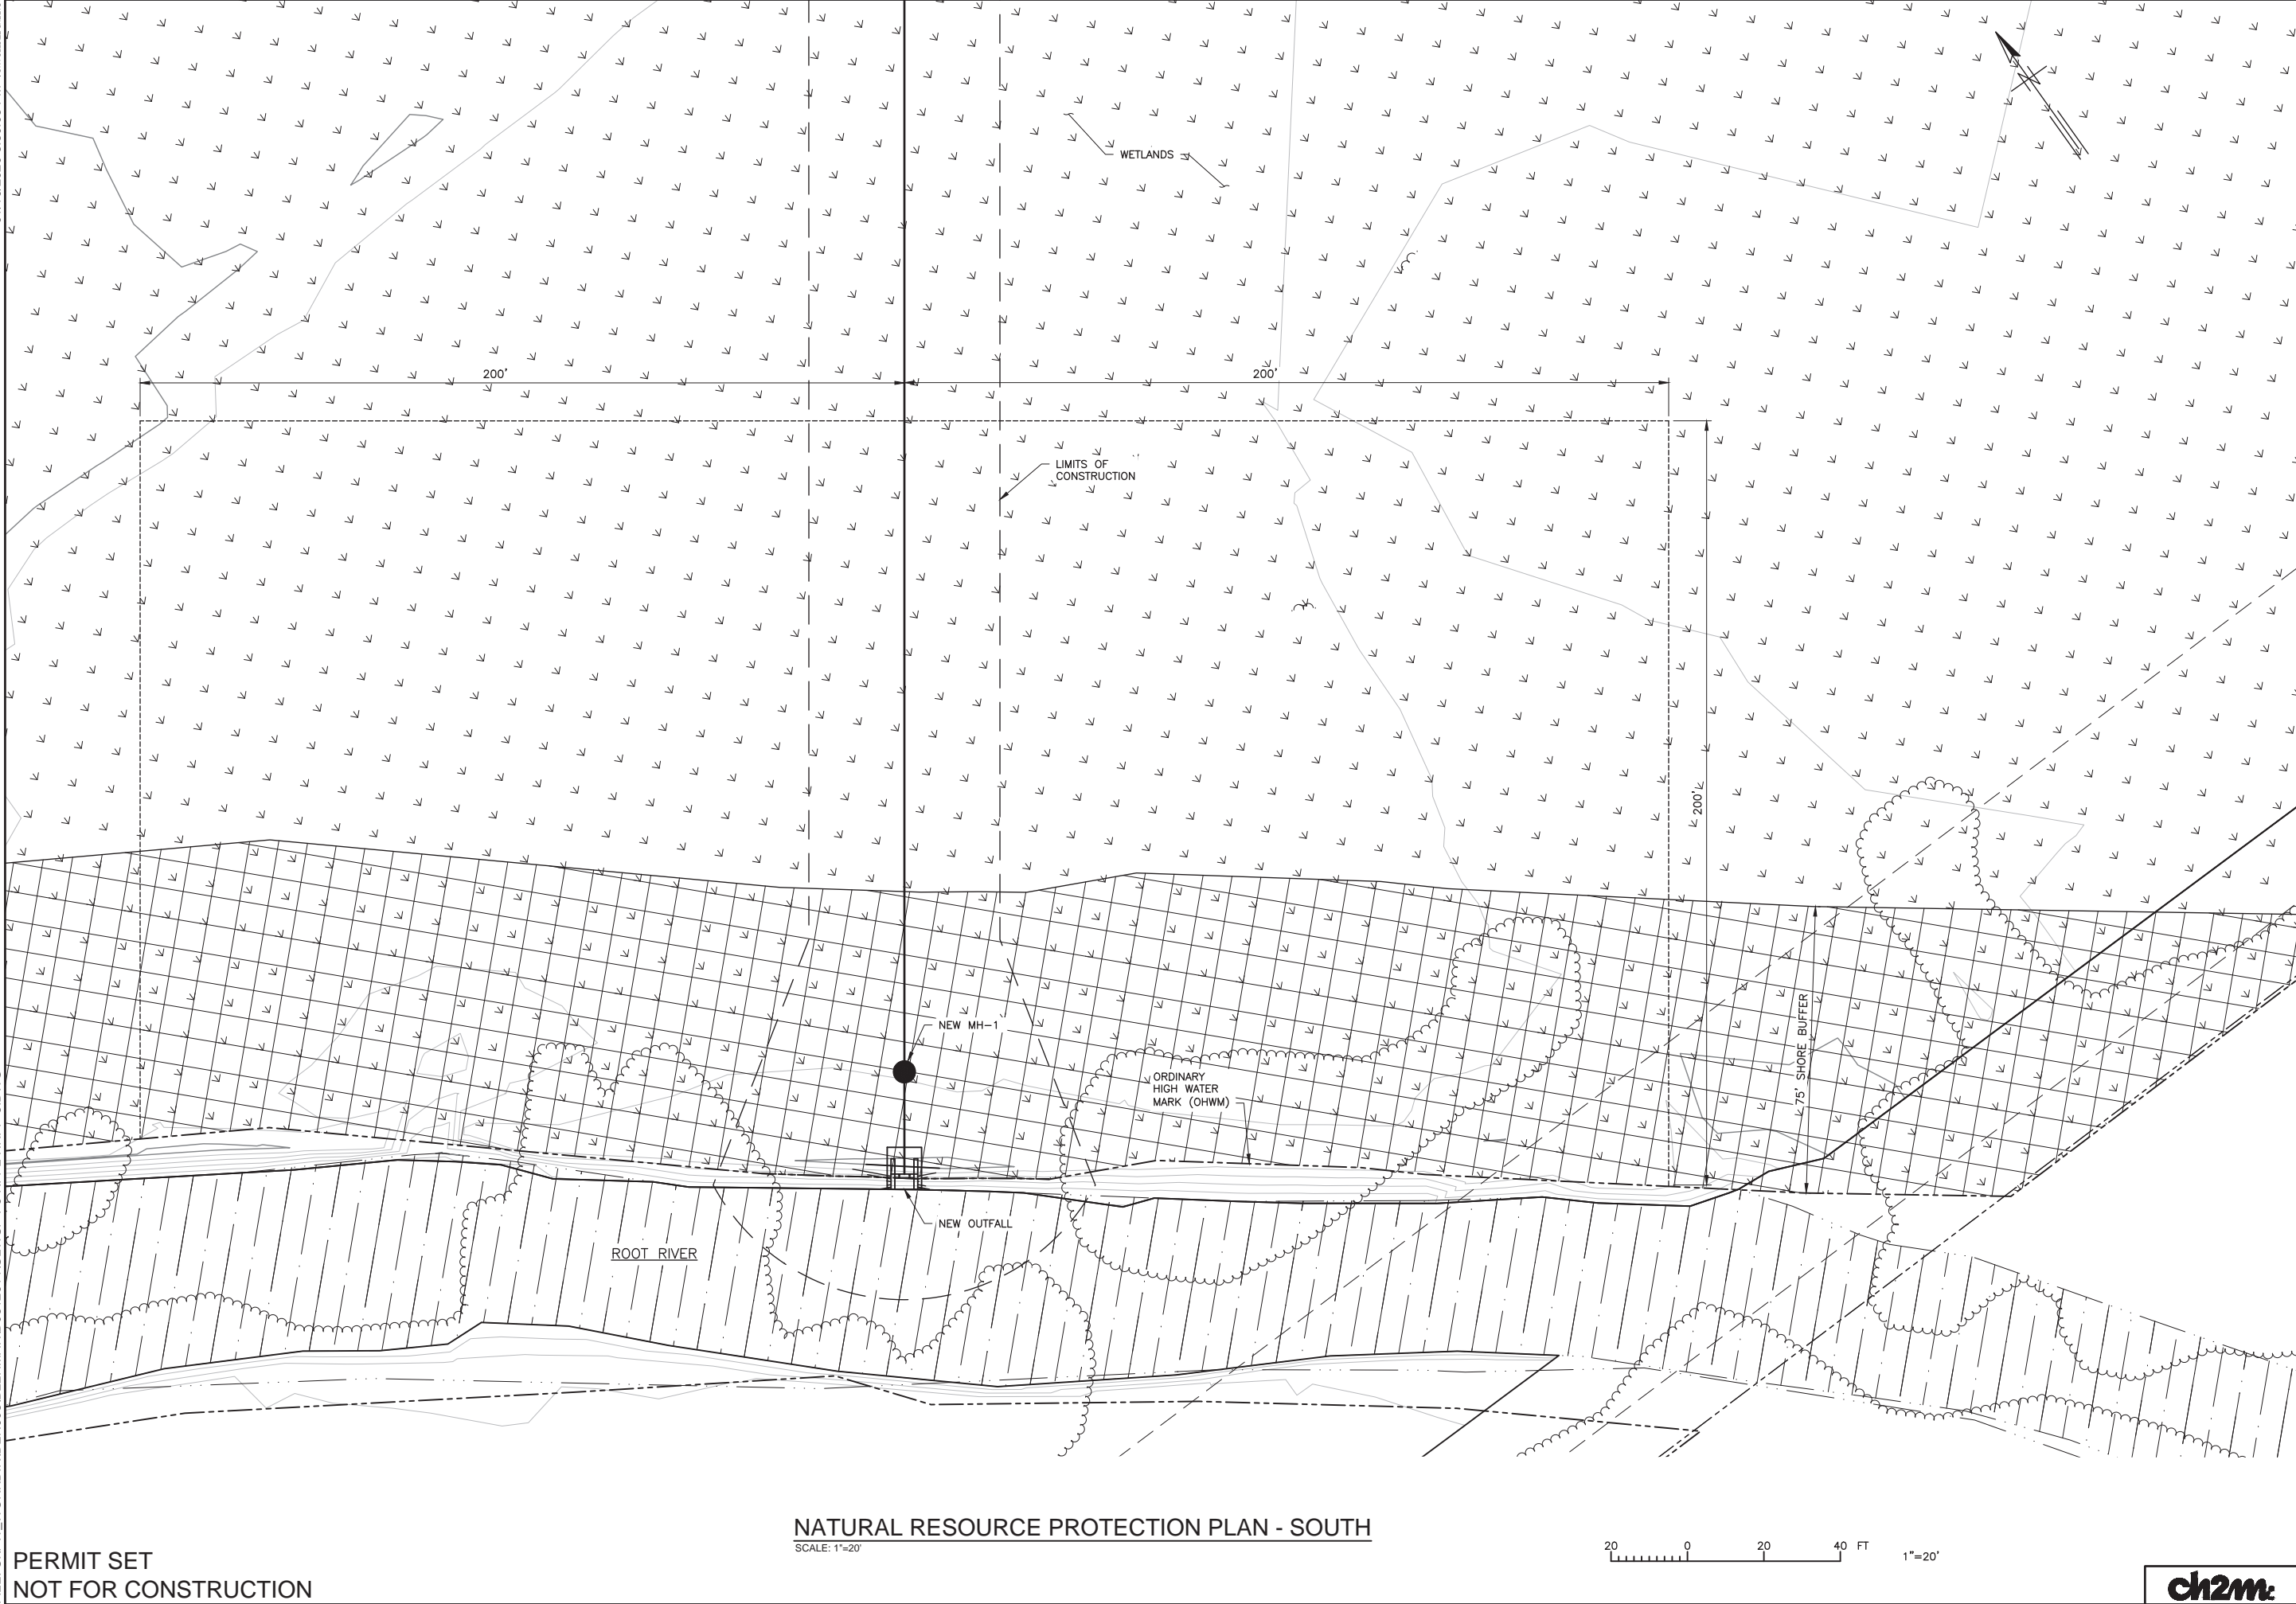 WETLANDS
200'
200'
LIMITS OF
CONSTRUCTION
200'
75' SHORE BUFFER
NEW MH-1
ORDINARY
HIGH WATER
MARK (OHWM)
NEW OUTFALL
ROOT RIVER
NATURAL RESOURCE PROTECTION PLAN - SOUTH
SCALE: 1"=20'
20 0 20 40 FT
1"=20'
PERMIT SET
NOT FOR CONSTRUCTION
ch2m: